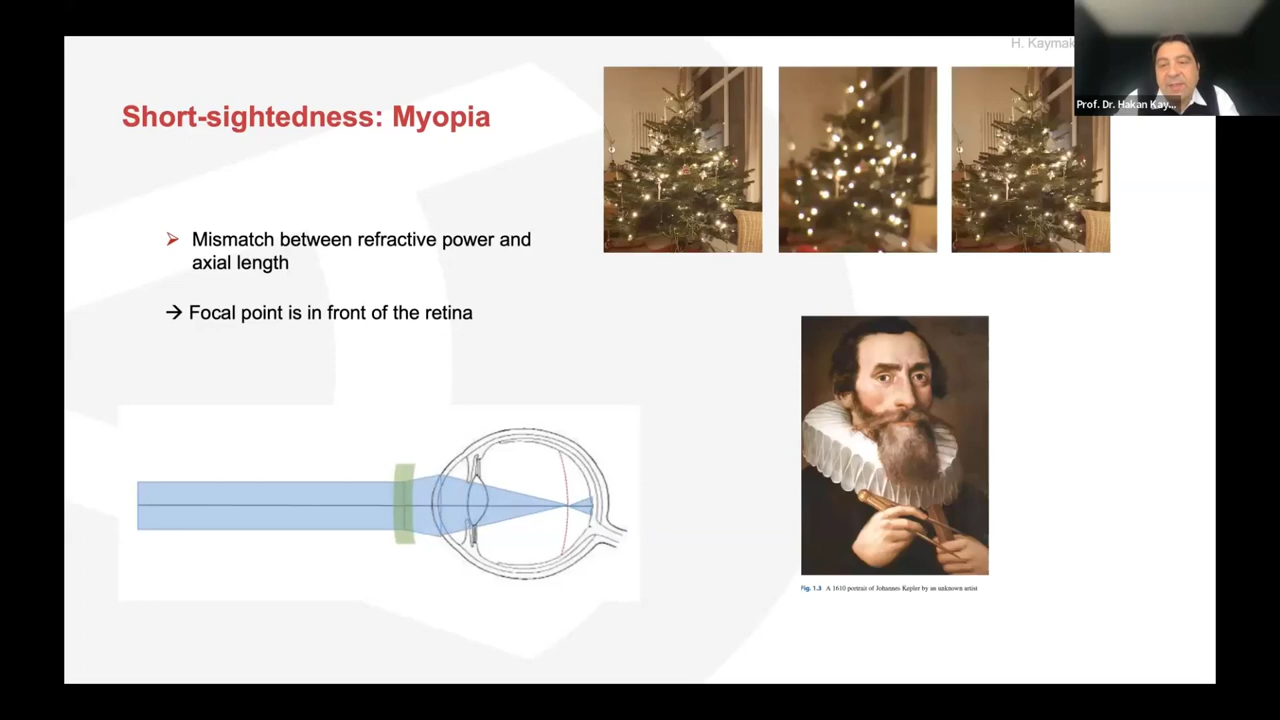 H. Kaymak
Prof. Dr. Hakan Kay...
Short-sightedness: Myopia
Mismatch between refractive power and
axial length
→ Focal point is in front of the retina
Fig. 1.3 A 1610 portrait of Johannes Kepler by an unknown artist